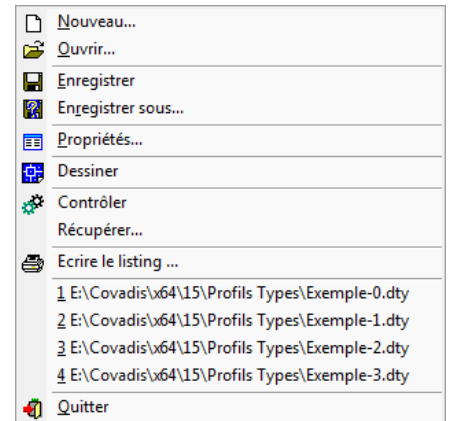 Nouveau...
Ouvrir...
Enregistrer
Enregistrer sous...
Propriétés...
Dessiner
Contrôler
Récupérer...
Ecrire le listing ...
1 E:\Covadis\x64\15\Profils Types\Exemple-0.dty
2 E:\Covadis\x64\15\Profils Types\Exemple-1.dty
3 E:\Covadis\x64\15\Profils Types\Exemple-2.dty
4 E:\Covadis\x64\15\Profils Types\Exemple-3.dty
Quitter